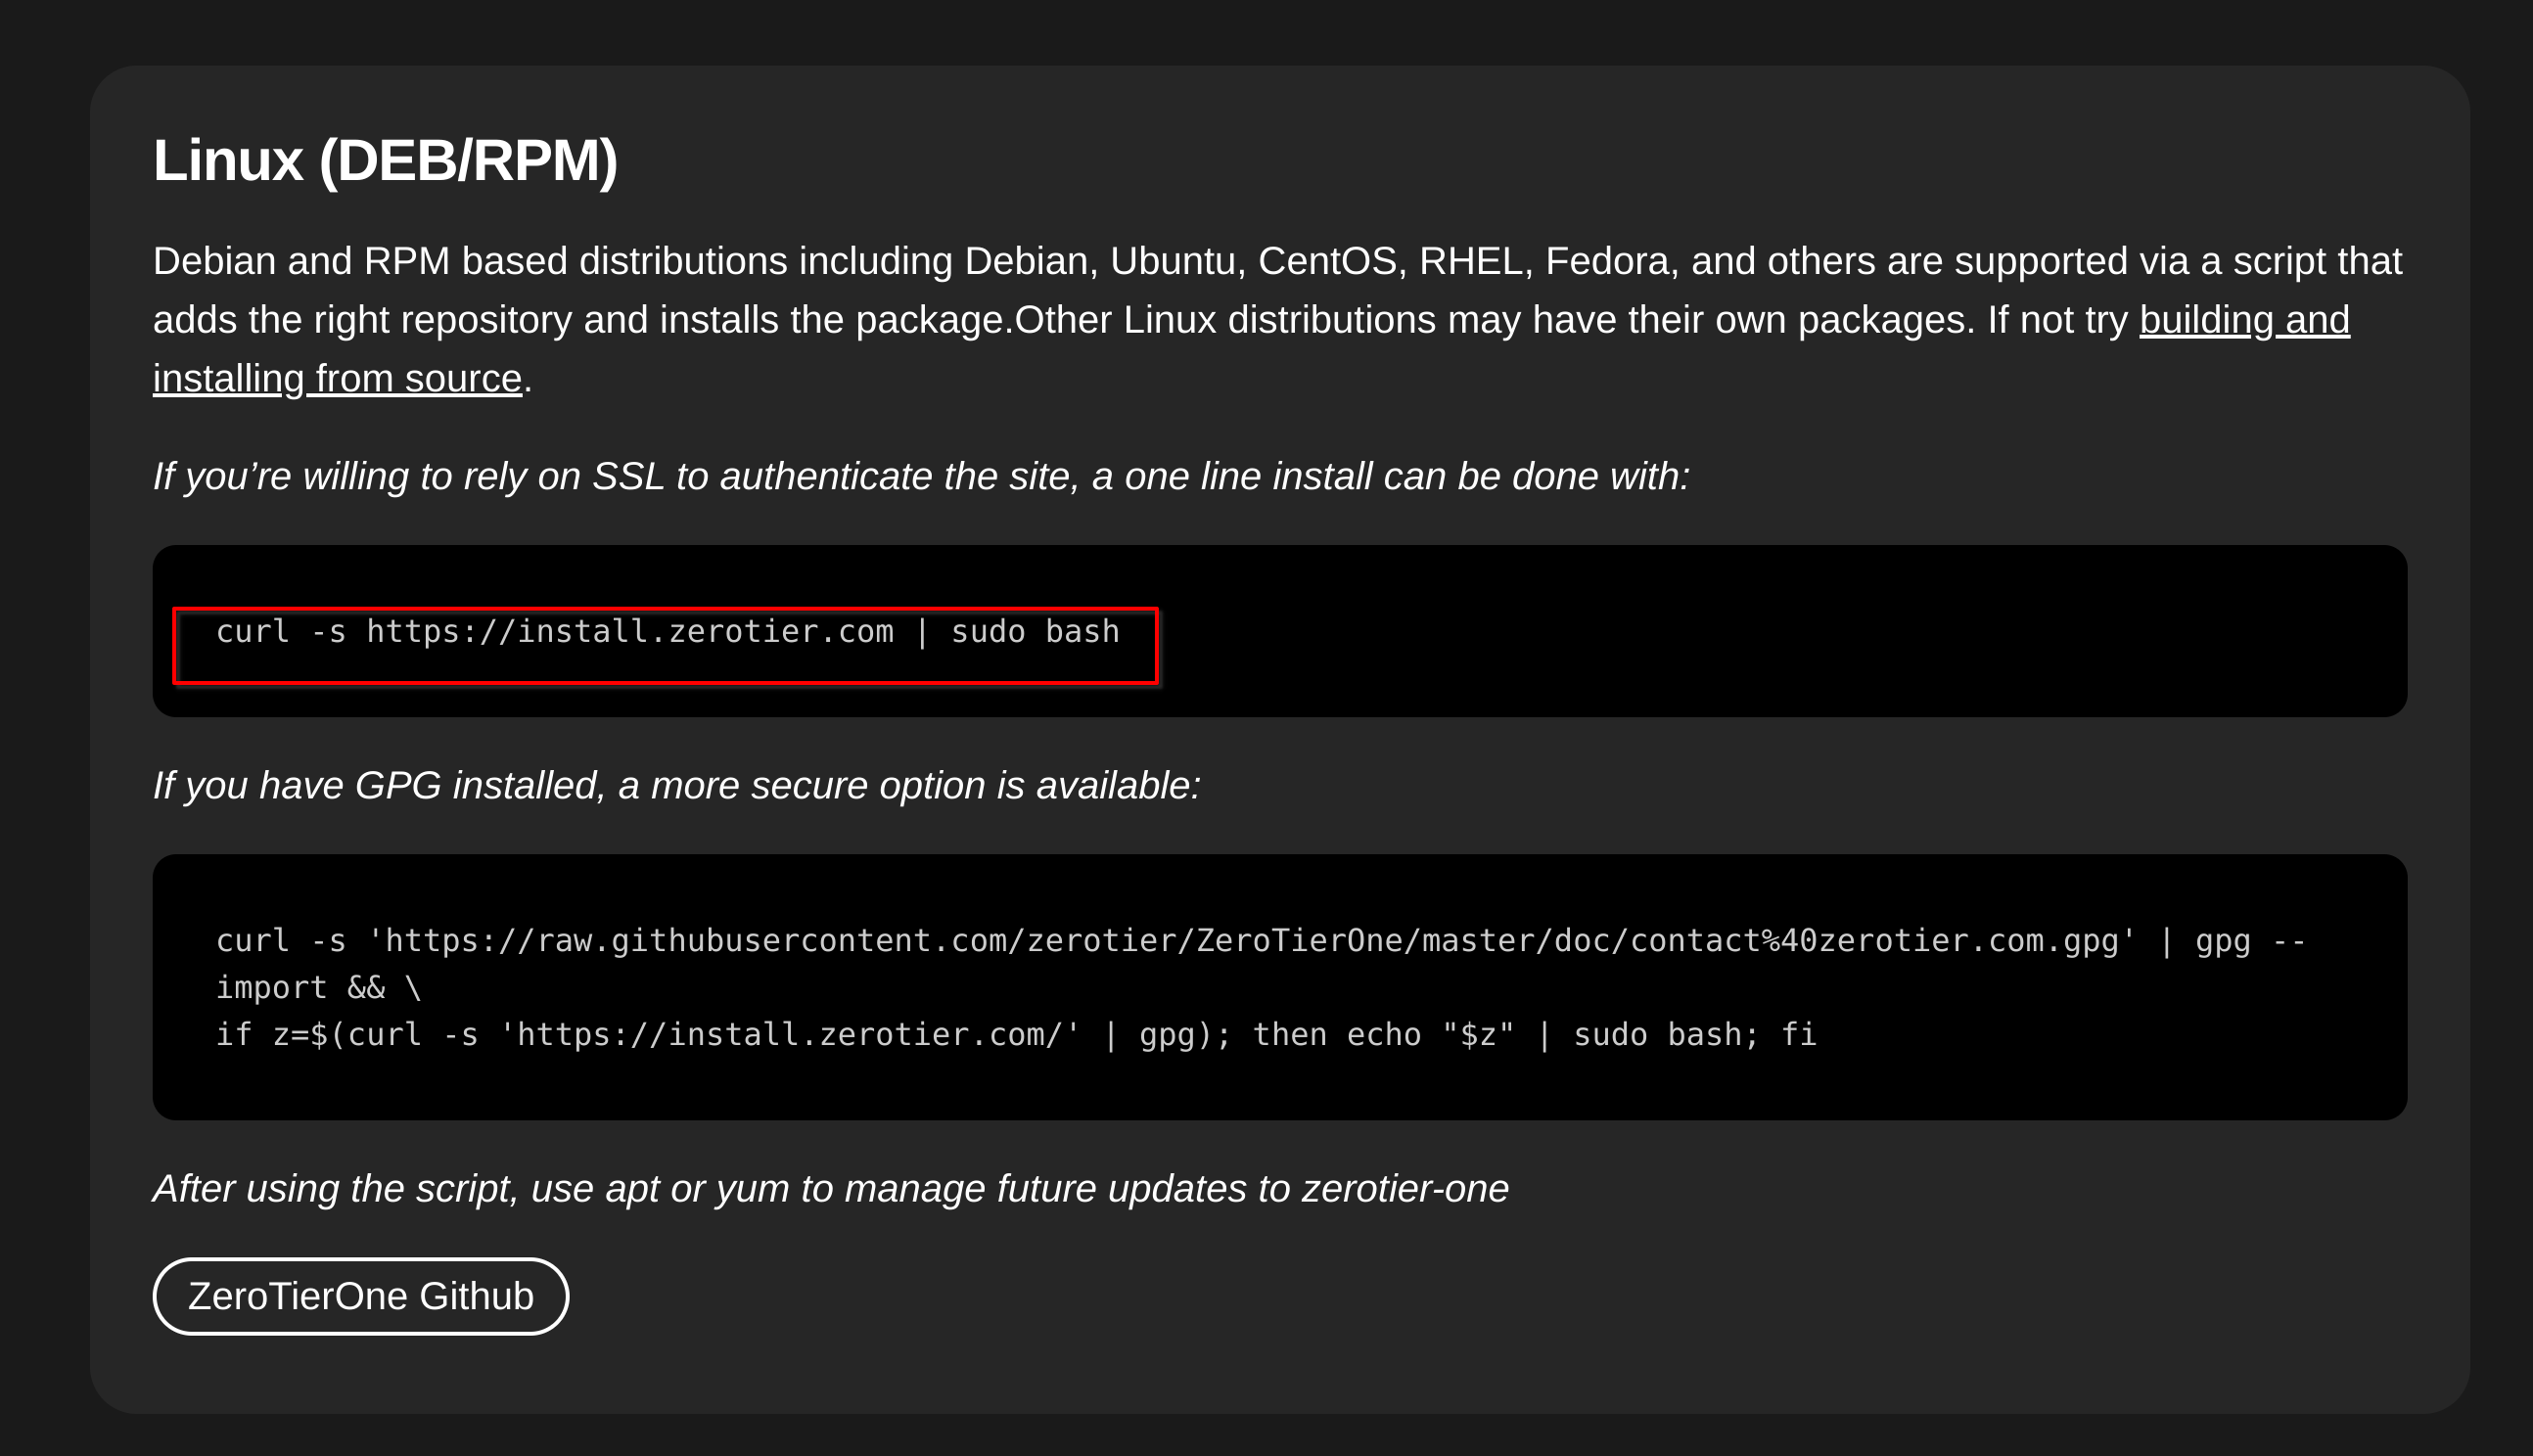 Linux (DEB/RPM)
Debian and RPM based distributions including Debian, Ubuntu, CentOS, RHEL, Fedora, and others are supported via a script that
adds the right repository and installs the package.Other Linux distributions may have their own packages. If not try building and
installing from source.
If you’re willing to rely on SSL to authenticate the site, a one line install can be done with:
curl -s https://install.zerotier.com | sudo bash
If you have GPG installed, a more secure option is available:
curl -s 'https://raw.githubusercontent.com/zerotier/ZeroTierOne/master/doc/contact%40zerotier.com.gpg' | gpg --
import && \
if z=$(curl -s 'https://install.zerotier.com/' | gpg); then echo "$z" | sudo bash; fi
After using the script, use apt or yum to manage future updates to zerotier-one
ZeroTierOne Github